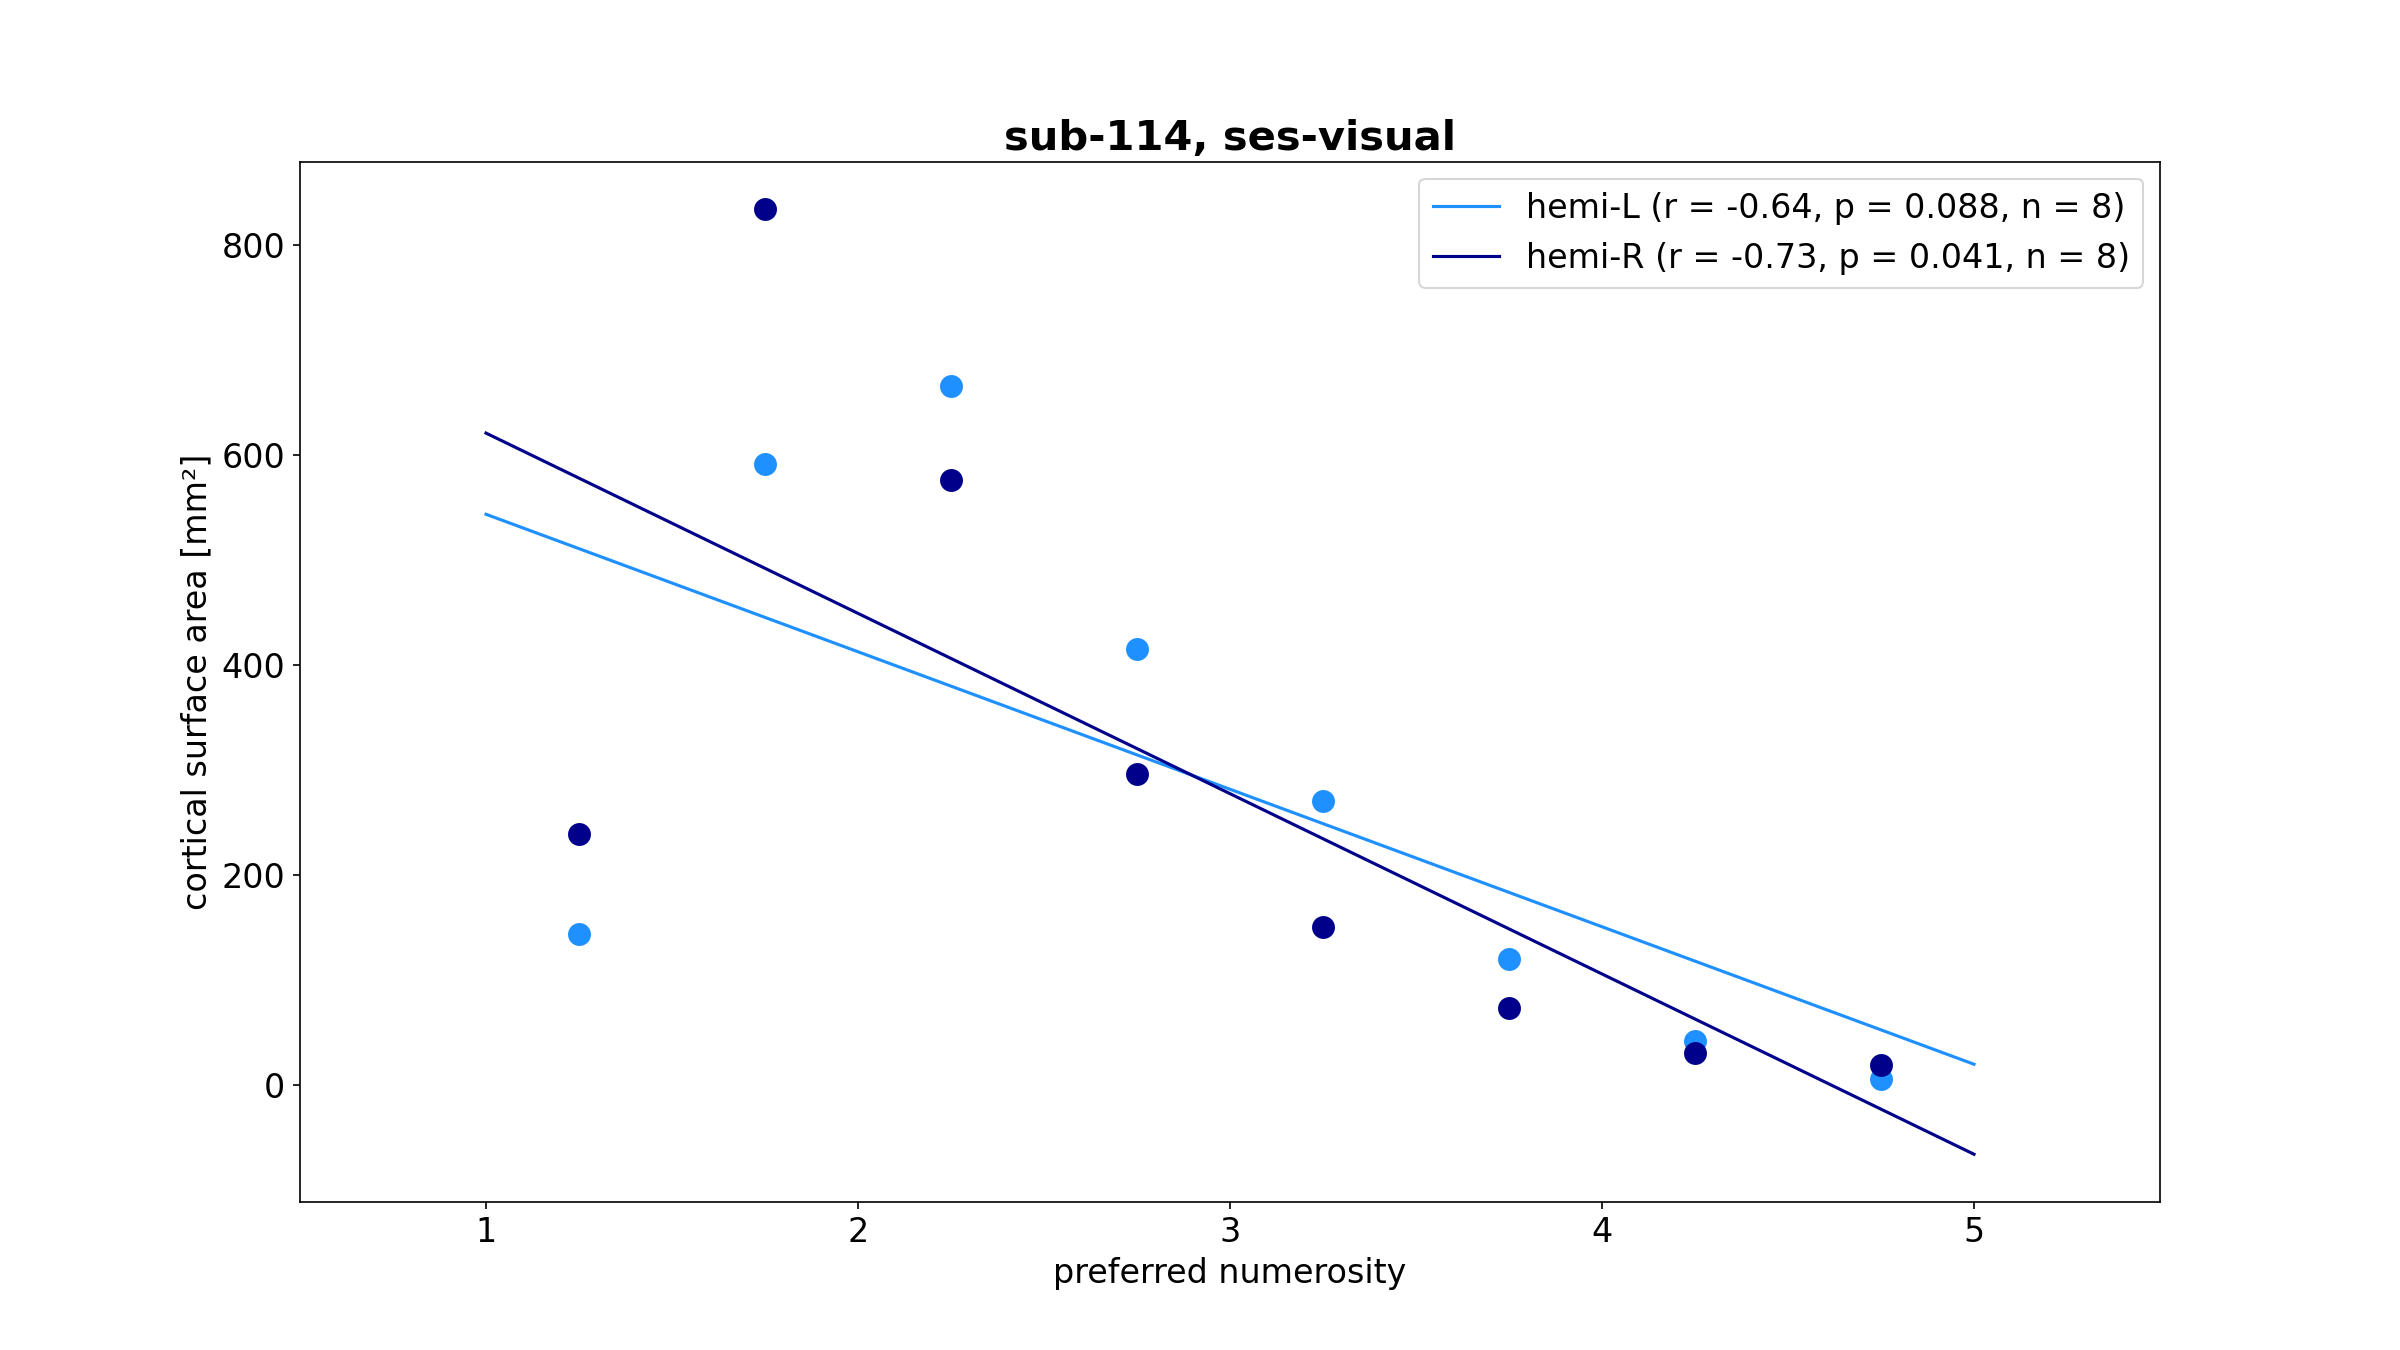 sub-114, ses-visual
hemi-L (r = -0.64, p = 0.088, n = 8)
hemi-R (r = -0.73, p = 0.041, n = 8)
cortical surface area [mm²]
800
600
400
200
0
1 2 3 4 5
preferred numerosity